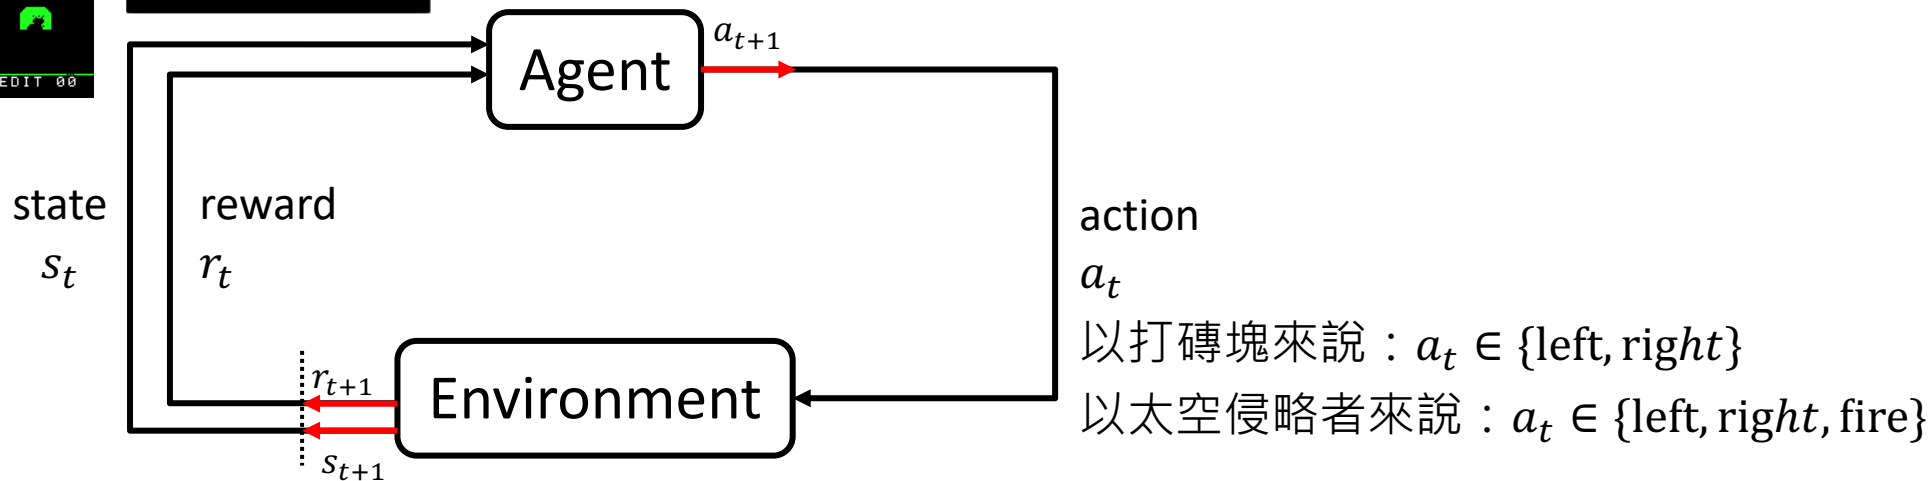 EDIT 00
Agent
a_{t+1}
state
s_t
reward
r_t
action
a_t
以打磚塊來說：a_t ∈ {left, right}
以太空侵略者來說：a_t ∈ {left, right, fire}
r_{t+1}
Environment
s_{t+1}